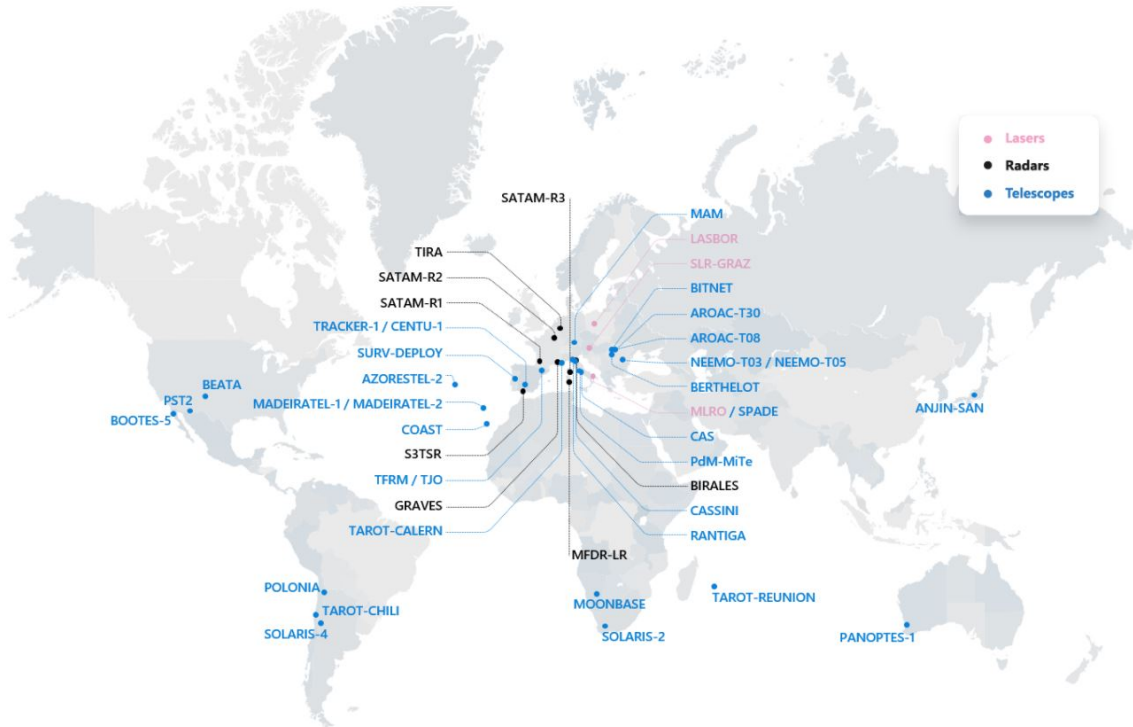 Lasers
Radars
Telescopes
SATAM-R3
TIRA
SATAM-R2
SATAM-R1
TRACKER-1 / CENTU-1
SURV-DEPLOY
AZORESTEL-2
MADEIRATEL-1 / MADEIRATEL-2
COAST
S3TSR
TFRM / TJO
GRAVES
TAROT-CALERN
MAM
LASBOR
SLR-GRAZ
BITNET
AROAC-T30
AROAC-T08
NEEMO-T03 / NEEMO-T05
BERTHELOT
MLRO / SPADE
CAS
PdM-MiTe
BIRALES
CASSINI
RANTIGA
MFDR-LR
BEATA
PST2
BOOTES-5
ANJIN-SAN
POLONIA
TAROT-CHILI
SOLARIS-4
MOONBASE
SOLARIS-2
TAROT-REUNION
PANOPTES-1